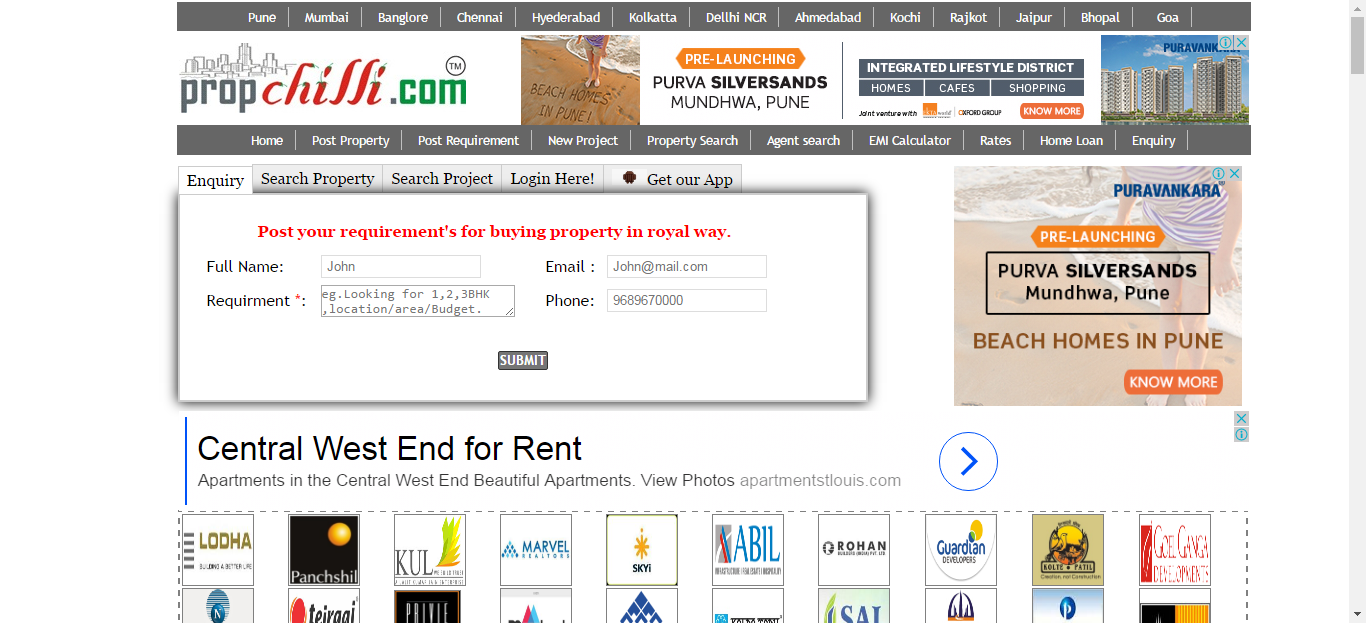 Pune Mumbai Banglore Chennai Hyederabad Kolkatta Dellhi NCR Ahmedabad Kochi Rajkot Jaipur Bhopal Goa
propchilli.com TM
BEACH HOMES IN PUNE!
PRE-LAUNCHING
PURVA SILVERSANDS
MUNDHWA, PUNE
INTEGRATED LIFESTYLE DISTRICT
HOMES CAFES SHOPPING
Joint venture with OXFORD GROUP KNOW MORE
Home Post Property Post Requirement New Project Property Search Agent search EMI Calculator Rates Home Loan Enquiry
Enquiry Search Property Search Project Login Here! Get our App
Post your requirement's for buying property in royal way.
Full Name: John Email : John@mail.com
Requirment *: eg.Looking for 1,2,3BHK
,location/area/Budget.
Phone: 9689670000
SUBMIT
PURAVANKARA
PRE-LAUNCHING
PURVA SILVERSANDS
Mundhwa, Pune
BEACH HOMES IN PUNE
KNOW MORE
Central West End for Rent
Apartments in the Central West End Beautiful Apartments. View Photos apartmentstlouis.com
LODHA
BUILDING A BETTER LIFE
Panchshil
KUL
MARVEL
REALTORS
SKYi
ABIL
ROHAN
Guardian
DEVELOPERS
KOLTE PATIL
Creation, not Construction
GOEL GANGA
DEVELOPMENTS
N
PRIVIE